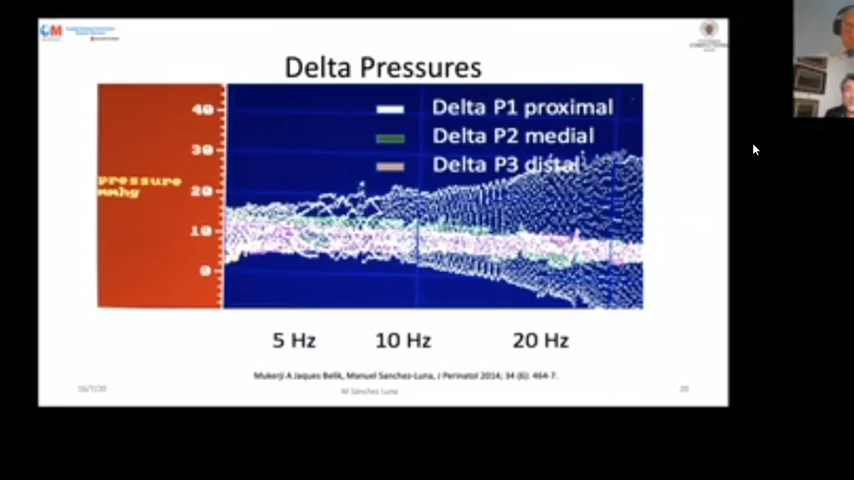 Delta Pressures
40
30
20
10
0
pressure
mmhg
Delta P1 proximal
Delta P2 medial
Delta P3 distal
5 Hz
10 Hz
20 Hz
Mukerji A Jaques Belik, Manuel Sanchez-Luna, J Perinatol 2014; 34 (6): 464-7.
M Sánchez Luna
20